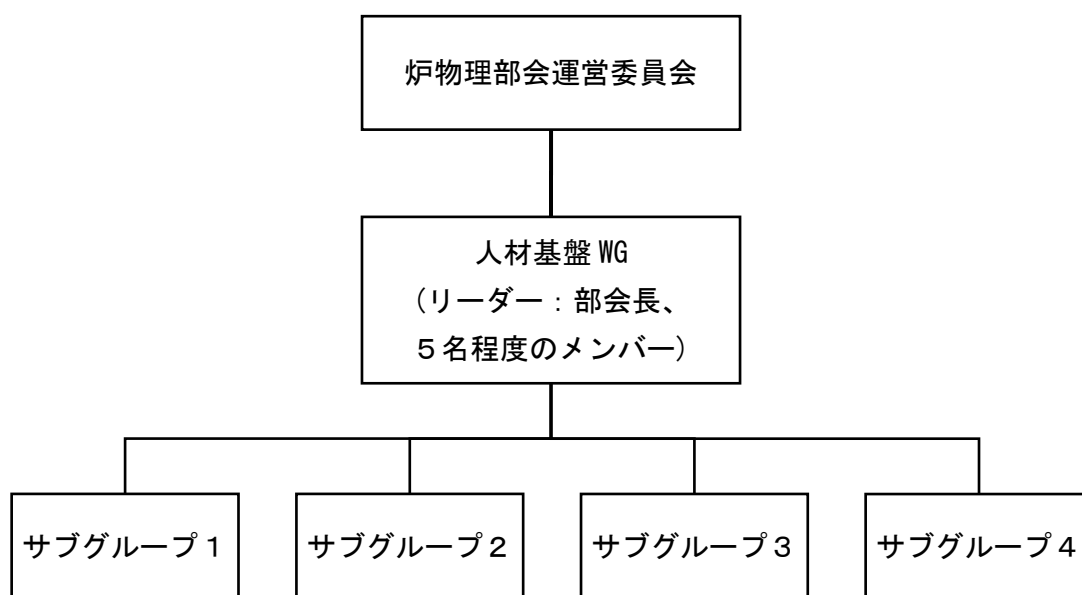 炉物理部会運営委員会
人材基盤 WG
(リーダー：部会長、
５名程度のメンバー)
サブグループ１
サブグループ２
サブグループ３
サブグループ４